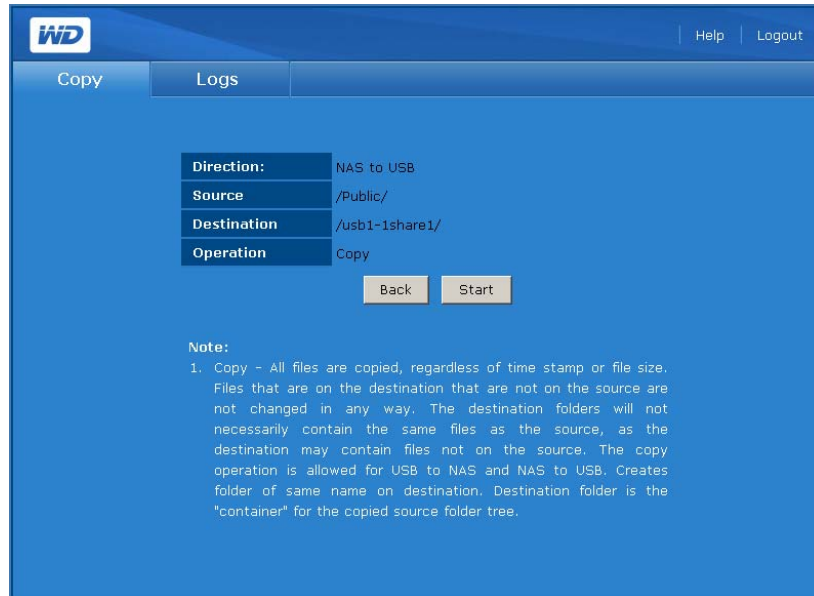 WD
Help | Logout
Copy Logs
Direction: NAS to USB
Source /Public/
Destination /usb1-1share1/
Operation Copy
Back Start
Note:
1. Copy – All files are copied, regardless of time stamp or file size.
Files that are on the destination that are not on the source are
not changed in any way. The destination folders will not
necessarily contain the same files as the source, as the
destination may contain files not on the source. The copy
operation is allowed for USB to NAS and NAS to USB. Creates
folder of same name on destination. Destination folder is the
"container" for the copied source folder tree.